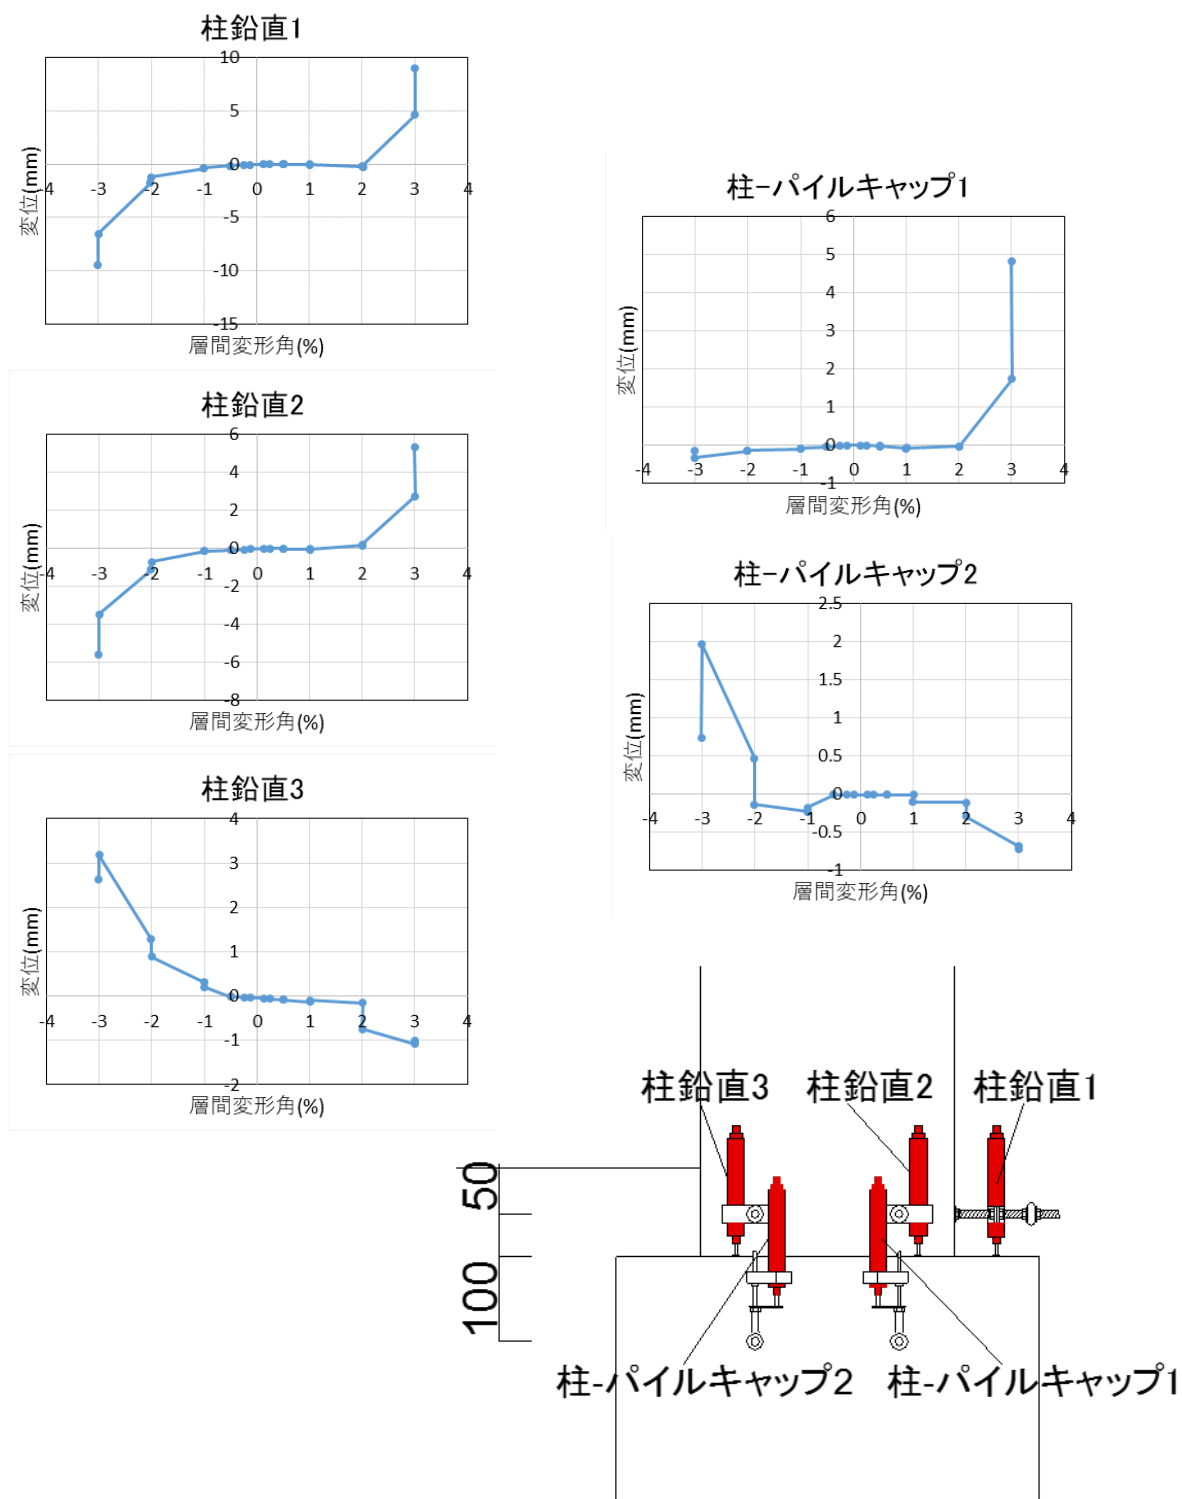 柱鉛直1
10
5
0
-5
-10
-15
-4 -3 -2 -1 0 1 2 3 4
変位(mm)
層間変形角(%)
柱鉛直2
6
4
2
0
-2
-4
-6
-8
-4 -3 -2 -1 0 1 2 3 4
変位(mm)
層間変形角(%)
柱鉛直3
4
3
2
1
0
-1
-2
-4 -3 -2 -1 0 1 2 3 4
変位(mm)
層間変形角(%)
柱-パイルキャップ1
6
5
4
3
2
1
0
-1
-4 -3 -2 -1 0 1 2 3 4
変位(mm)
層間変形角(%)
柱-パイルキャップ2
2.5
2
1.5
1
0.5
0
-0.5
-1
-4 -3 -2 -1 0 1 2 3 4
変位(mm)
層間変形角(%)
柱鉛直3 柱鉛直2 柱鉛直1
50
100
柱-パイルキャップ2 柱-パイルキャップ1